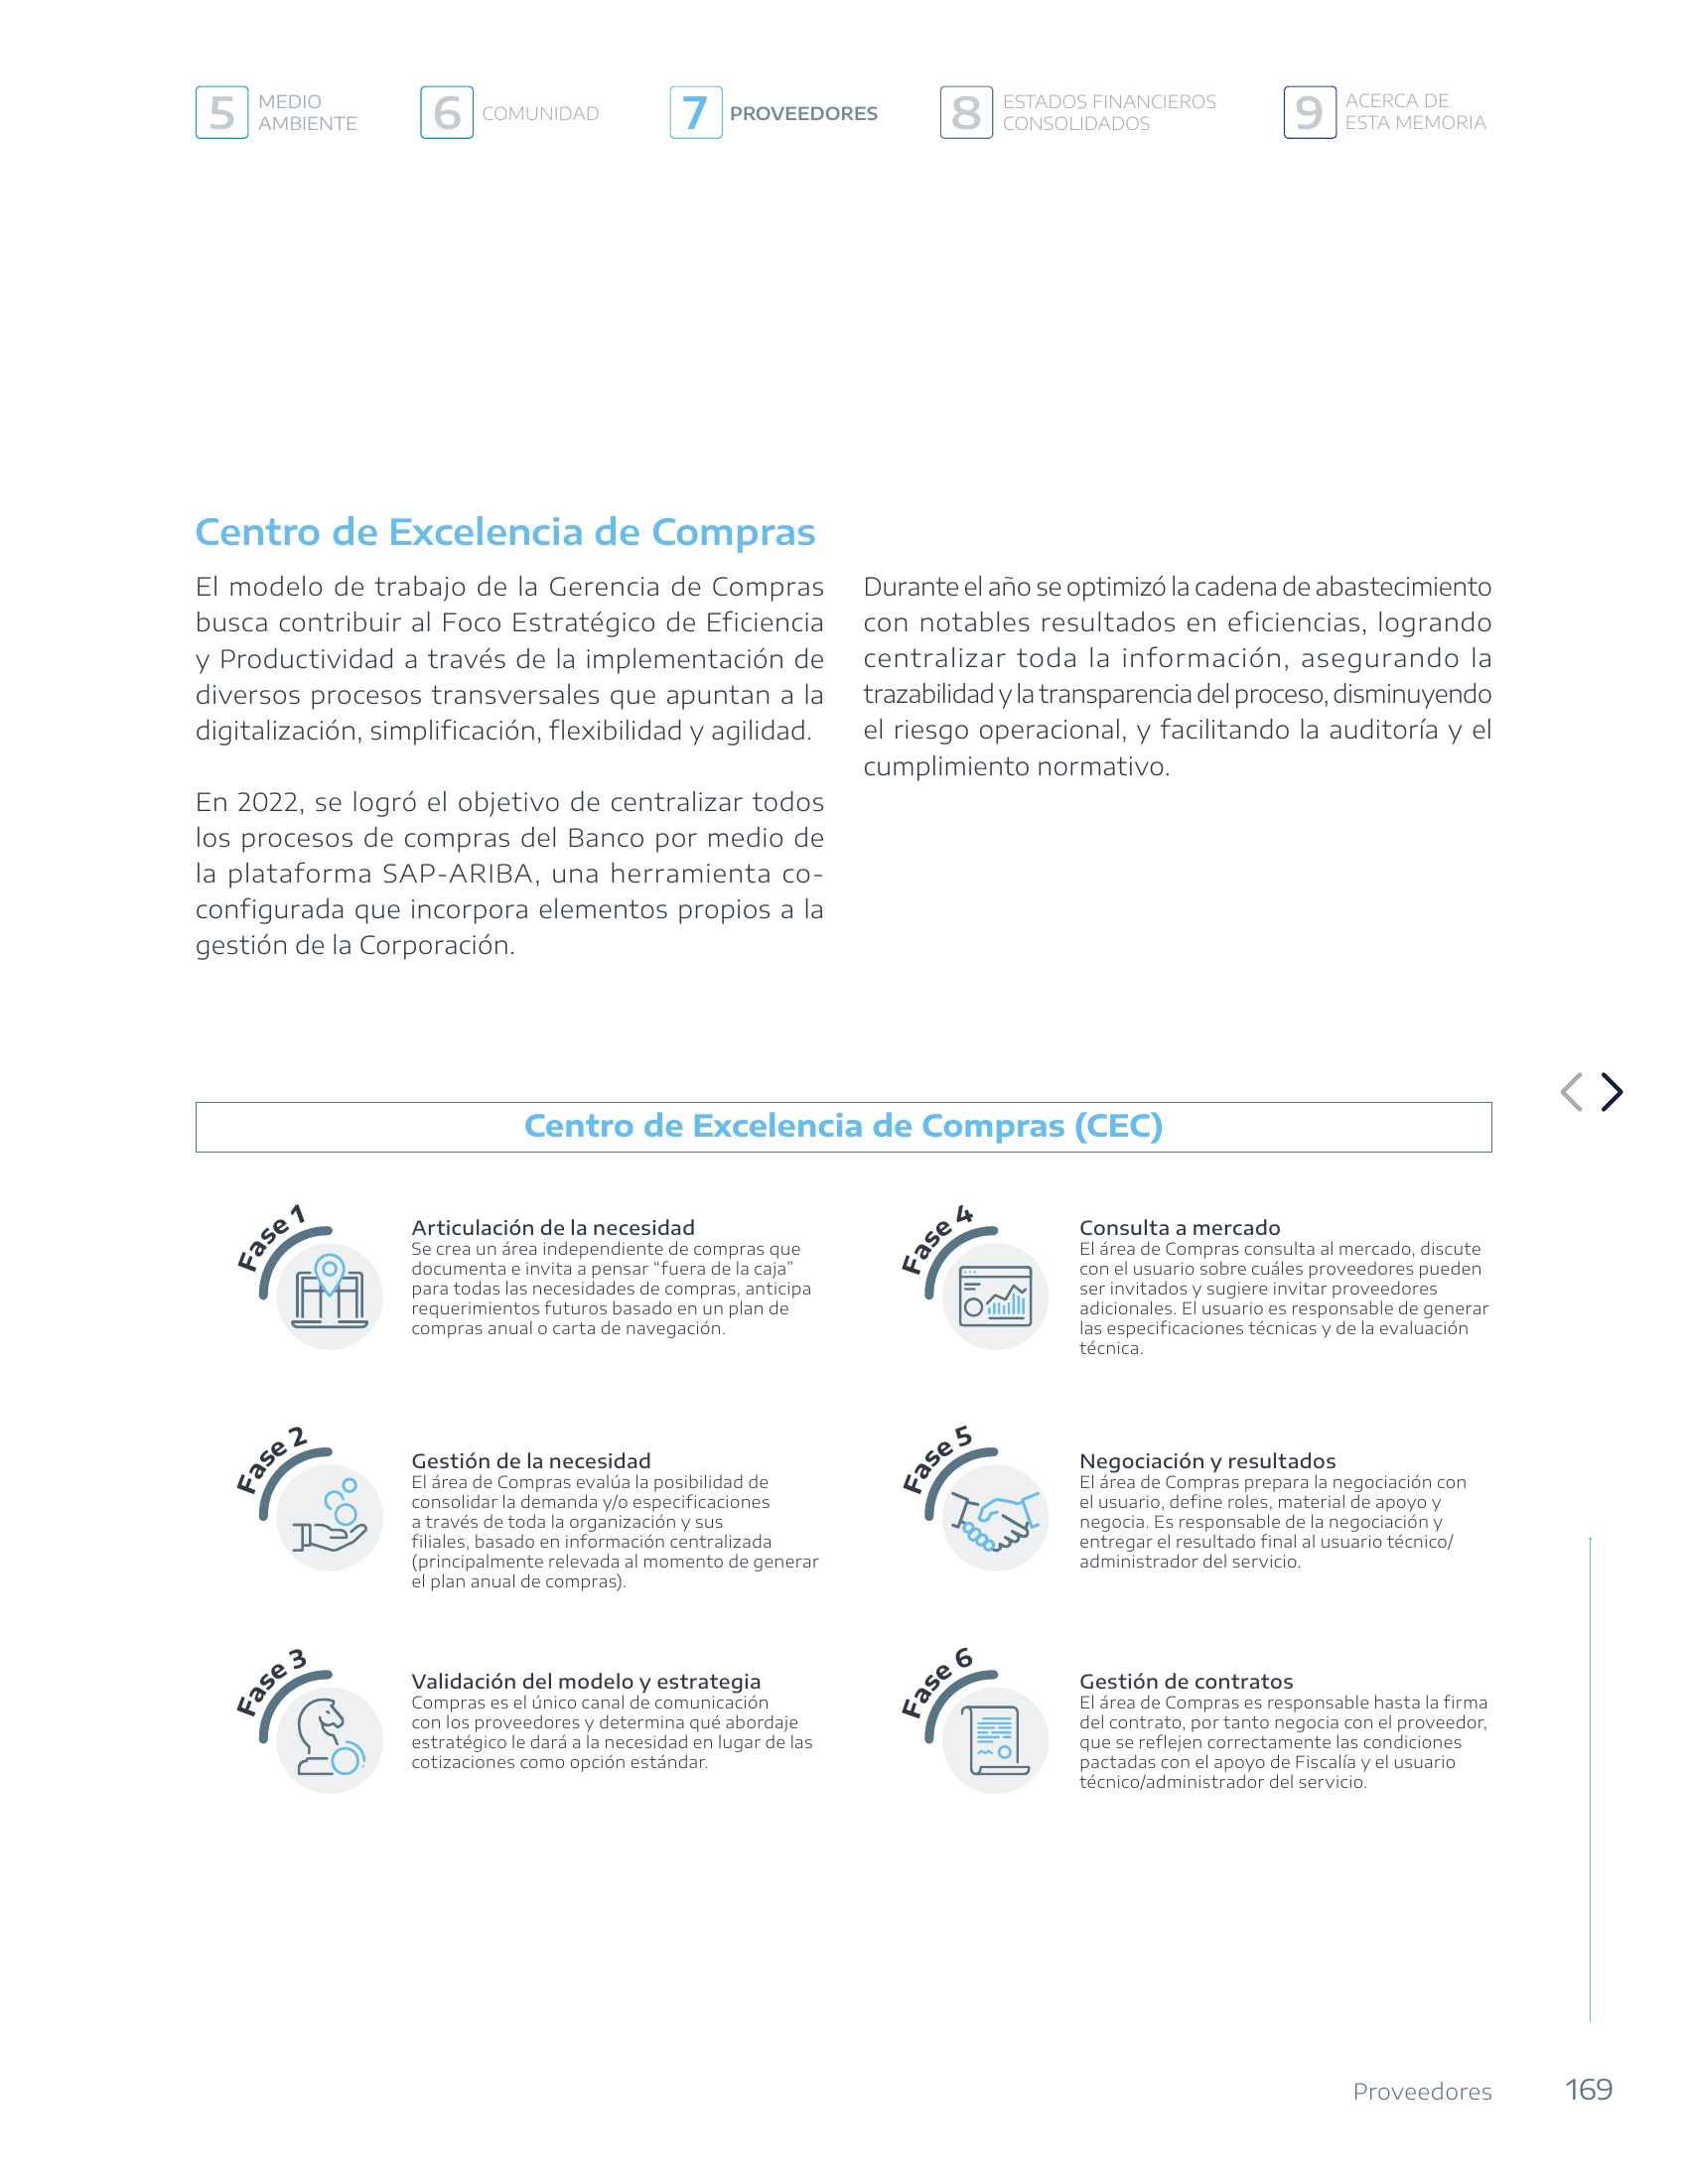 5 MEDIO
AMBIENTE
6 COMUNIDAD
7 PROVEEDORES
8 ESTADOS FINANCIEROS
CONSOLIDADOS
9 ACERCA DE
ESTA MEMORIA
Centro de Excelencia de Compras
El modelo de trabajo de la Gerencia de Compras
busca contribuir al Foco Estratégico de Eficiencia
y Productividad a través de la implementación de
diversos procesos transversales que apuntan a la
digitalización, simplificación, flexibilidad y agilidad.
En 2022, se logró el objetivo de centralizar todos
los procesos de compras del Banco por medio de
la plataforma SAP-ARIBA, una herramienta co-
configurada que incorpora elementos propios a la
gestión de la Corporación.
Durante el año se optimizó la cadena de abastecimiento
con notables resultados en eficiencias, logrando
centralizar toda la información, asegurando la
trazabilidad y la transparencia del proceso, disminuyendo
el riesgo operacional, y facilitando la auditoría y el
cumplimiento normativo.
Centro de Excelencia de Compras (CEC)
Fase 1
Articulación de la necesidad
Se crea un área independiente de compras que
documenta e invita a pensar “fuera de la caja”
para todas las necesidades de compras, anticipa
requerimientos futuros basado en un plan de
compras anual o carta de navegación.
Fase 2
Gestión de la necesidad
El área de Compras evalúa la posibilidad de
consolidar la demanda y/o especificaciones
a través de toda la organización y sus
filiales, basado en información centralizada
(principalmente relevada al momento de generar
el plan anual de compras).
Fase 3
Validación del modelo y estrategia
Compras es el único canal de comunicación
con los proveedores y determina qué abordaje
estratégico le dará a la necesidad en lugar de las
cotizaciones como opción estándar.
Fase 4
Consulta a mercado
El área de Compras consulta al mercado, discute
con el usuario sobre cuáles proveedores pueden
ser invitados y sugiere invitar proveedores
adicionales. El usuario es responsable de generar
las especificaciones técnicas y de la evaluación
técnica.
Fase 5
Negociación y resultados
El área de Compras prepara la negociación con
el usuario, define roles, material de apoyo y
negocia. Es responsable de la negociación y
entregar el resultado final al usuario técnico/
administrador del servicio.
Fase 6
Gestión de contratos
El área de Compras es responsable hasta la firma
del contrato, por tanto negocia con el proveedor,
que se reflejen correctamente las condiciones
pactadas con el apoyo de Fiscalía y el usuario
técnico/administrador del servicio.
Proveedores 169